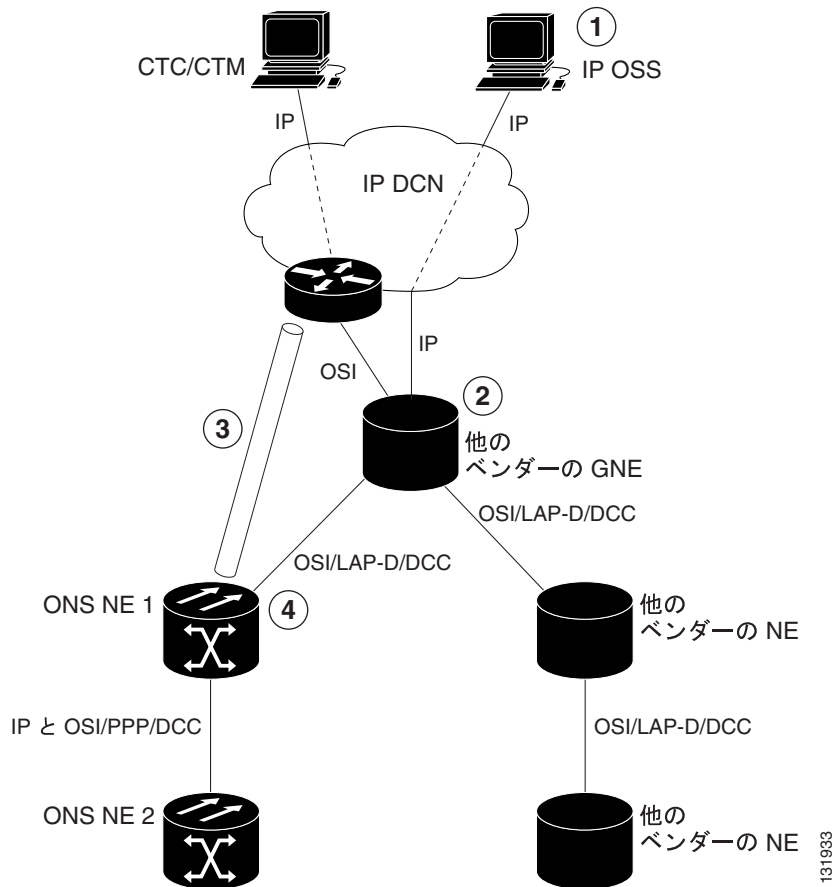 CTC/CTM
1
IP OSS
IP
IP
IP DCN
IP
OSI
2
他の
ベンダーの GNE
3
OSI/LAP-D/DCC
OSI/LAP-D/DCC
ONS NE 1
4
他の
ベンダーの NE
IP と OSI/PPP/DCC
OSI/LAP-D/DCC
ONS NE 2
他の
ベンダーの NE
131933